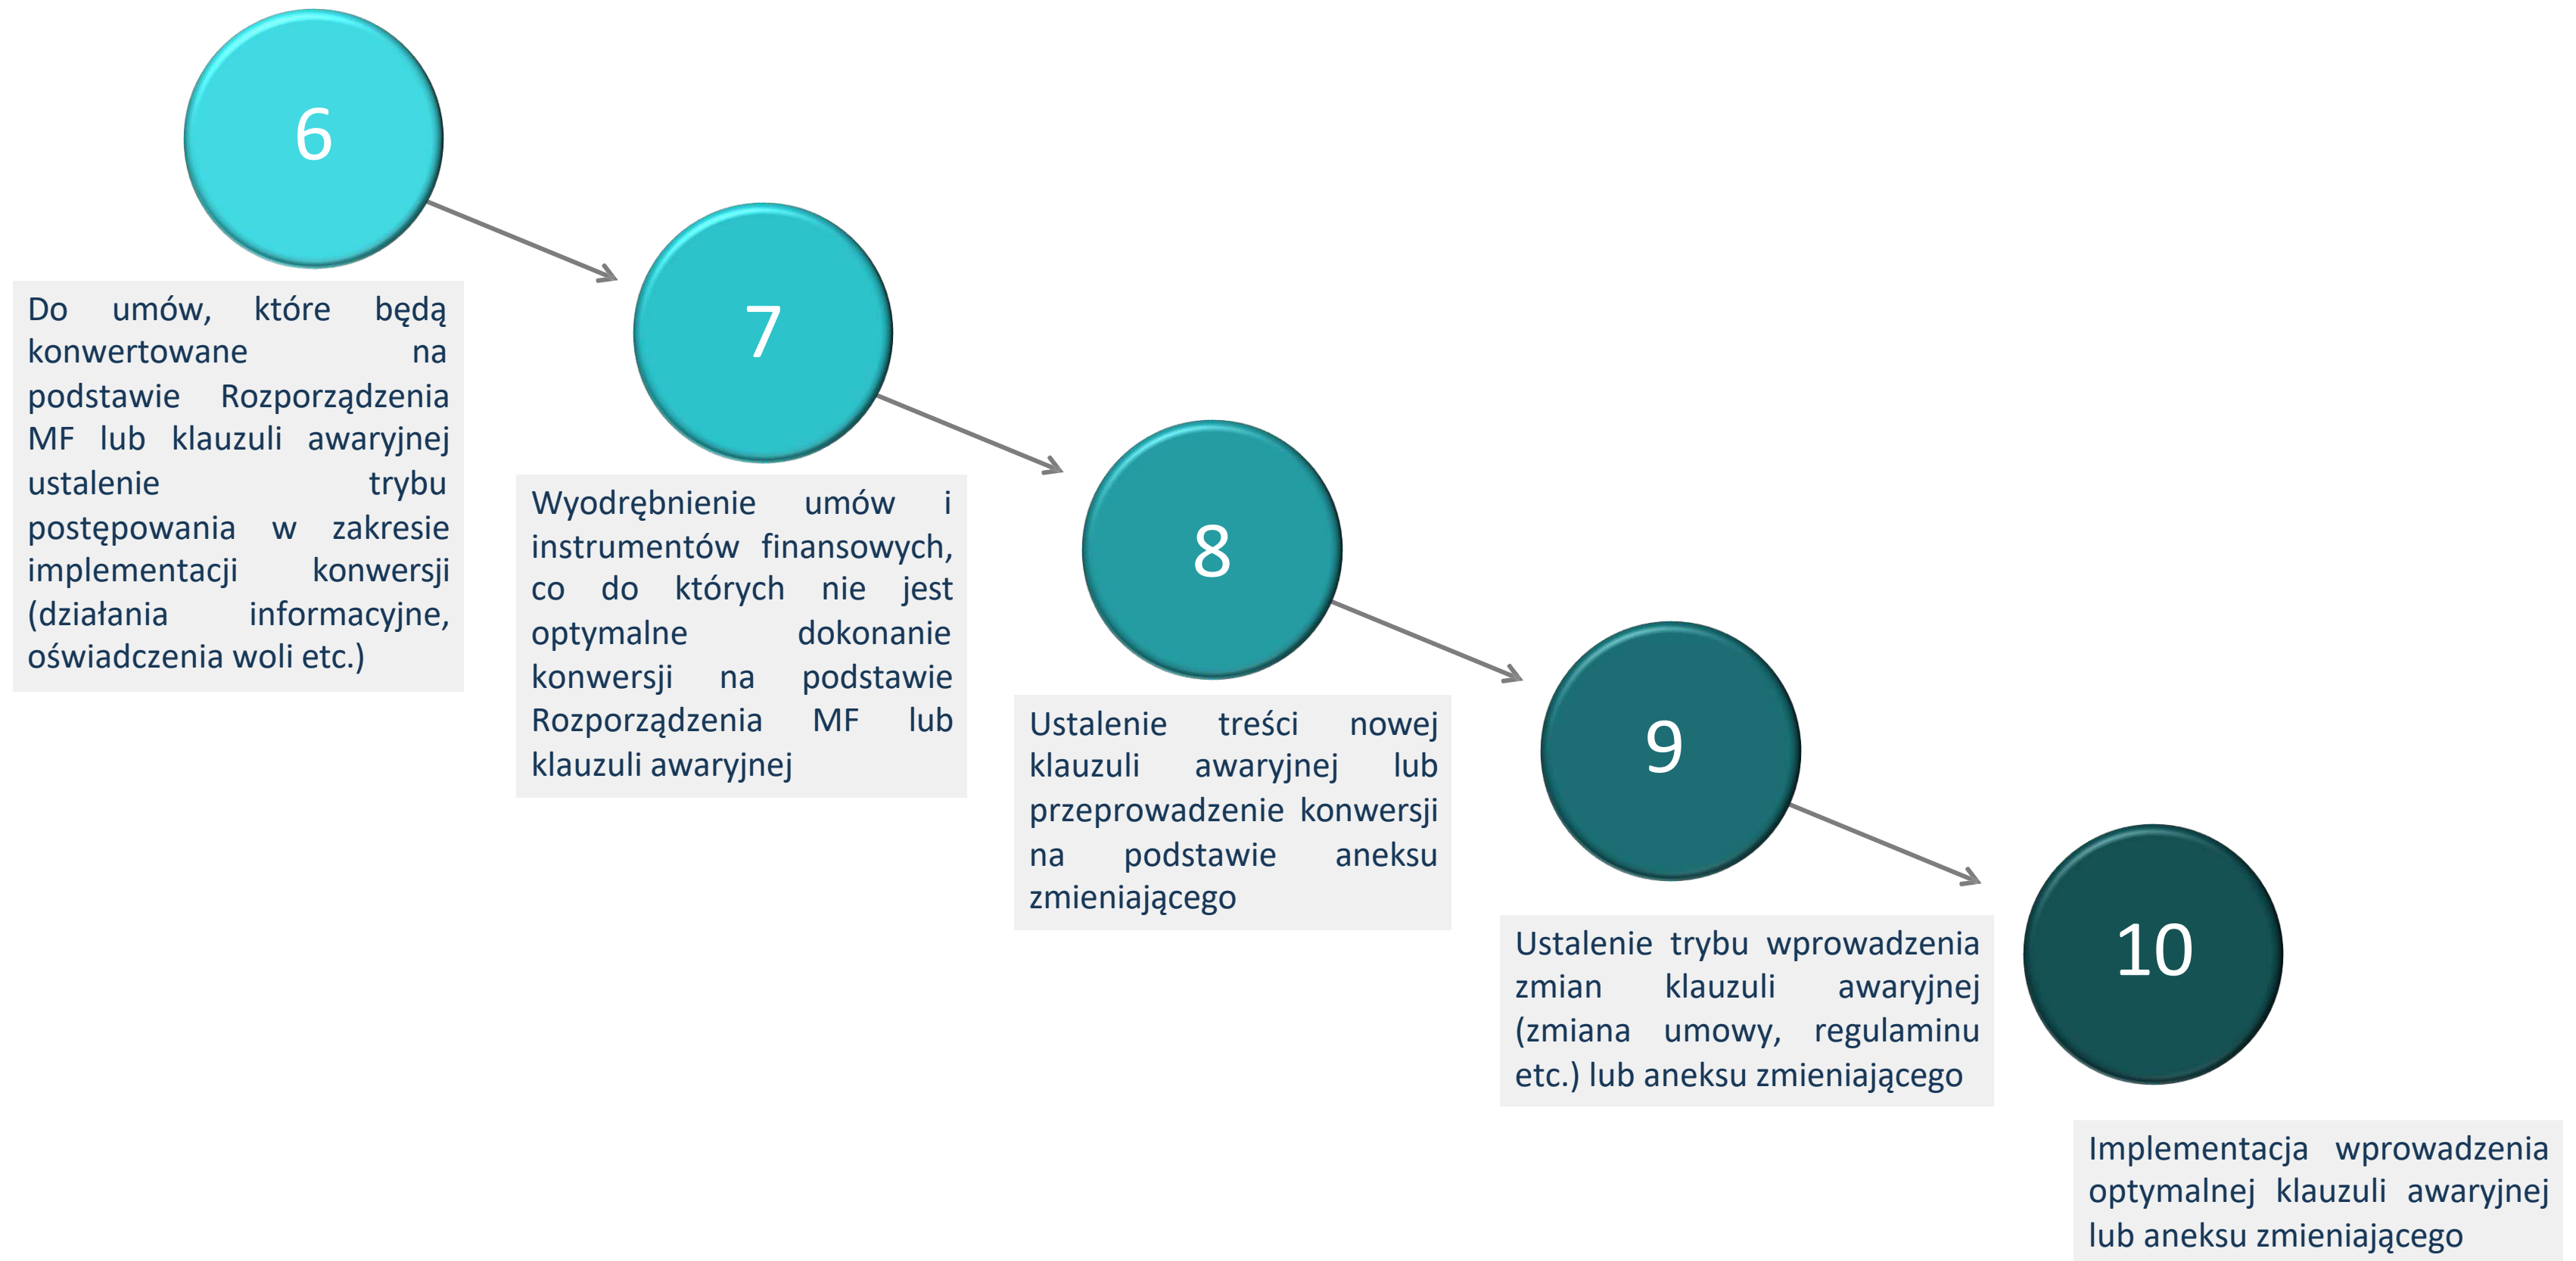 6
Do umów, które będą
konwertowane na
podstawie Rozporządzenia
MF lub klauzuli awaryjnej
ustalenie trybu
postępowania w zakresie
implementacji konwersji
(działania informacyjne,
oświadczenia woli etc.)
7
Wyodrębnienie umów i
instrumentów finansowych,
co do których nie jest
optymalne dokonanie
konwersji na podstawie
Rozporządzenia MF lub
klauzuli awaryjnej
8
Ustalenie treści nowej
klauzuli awaryjnej lub
przeprowadzenie konwersji
na podstawie aneksu
zmieniającego
9
Ustalenie trybu wprowadzenia
zmian klauzuli awaryjnej
(zmiana umowy, regulaminu
etc.) lub aneksu zmieniającego
10
Implementacja wprowadzenia
optymalnej klauzuli awaryjnej
lub aneksu zmieniającego